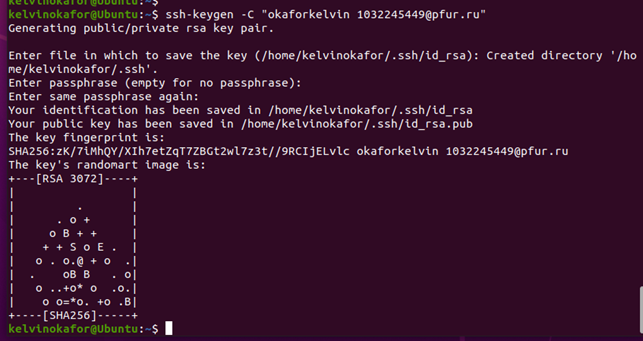 kelvinokafor@Ubuntu:~$
kelvinokafor@Ubuntu:~$ ssh-keygen -C "okaforkelvin 1032245449@pfur.ru"
Generating public/private rsa key pair.

Enter file in which to save the key (/home/kelvinokafor/.ssh/id_rsa): Created directory '/ho
me/kelvinokafor/.ssh'.
Enter passphrase (empty for no passphrase):
Enter same passphrase again:
Your identification has been saved in /home/kelvinokafor/.ssh/id_rsa
Your public key has been saved in /home/kelvinokafor/.ssh/id_rsa.pub
The key fingerprint is:
SHA256:zK/7iMhQY/XIh7etZqT7ZBGt2wl7z3t//9RCIjELvlc okaforkelvin 1032245449@pfur.ru
The key's randomart image is:
+---[RSA 3072]----+
|                 |
|         .       |
|      . o +      |
|     o B + +     |
|    + + S o E .  |
|   o . o.@ + o  .|
|  .    oB B   . o|
|   o ..+o* o  .o.|
|    o o=*o. +o .B|
+----[SHA256]-----+
kelvinokafor@Ubuntu:~$